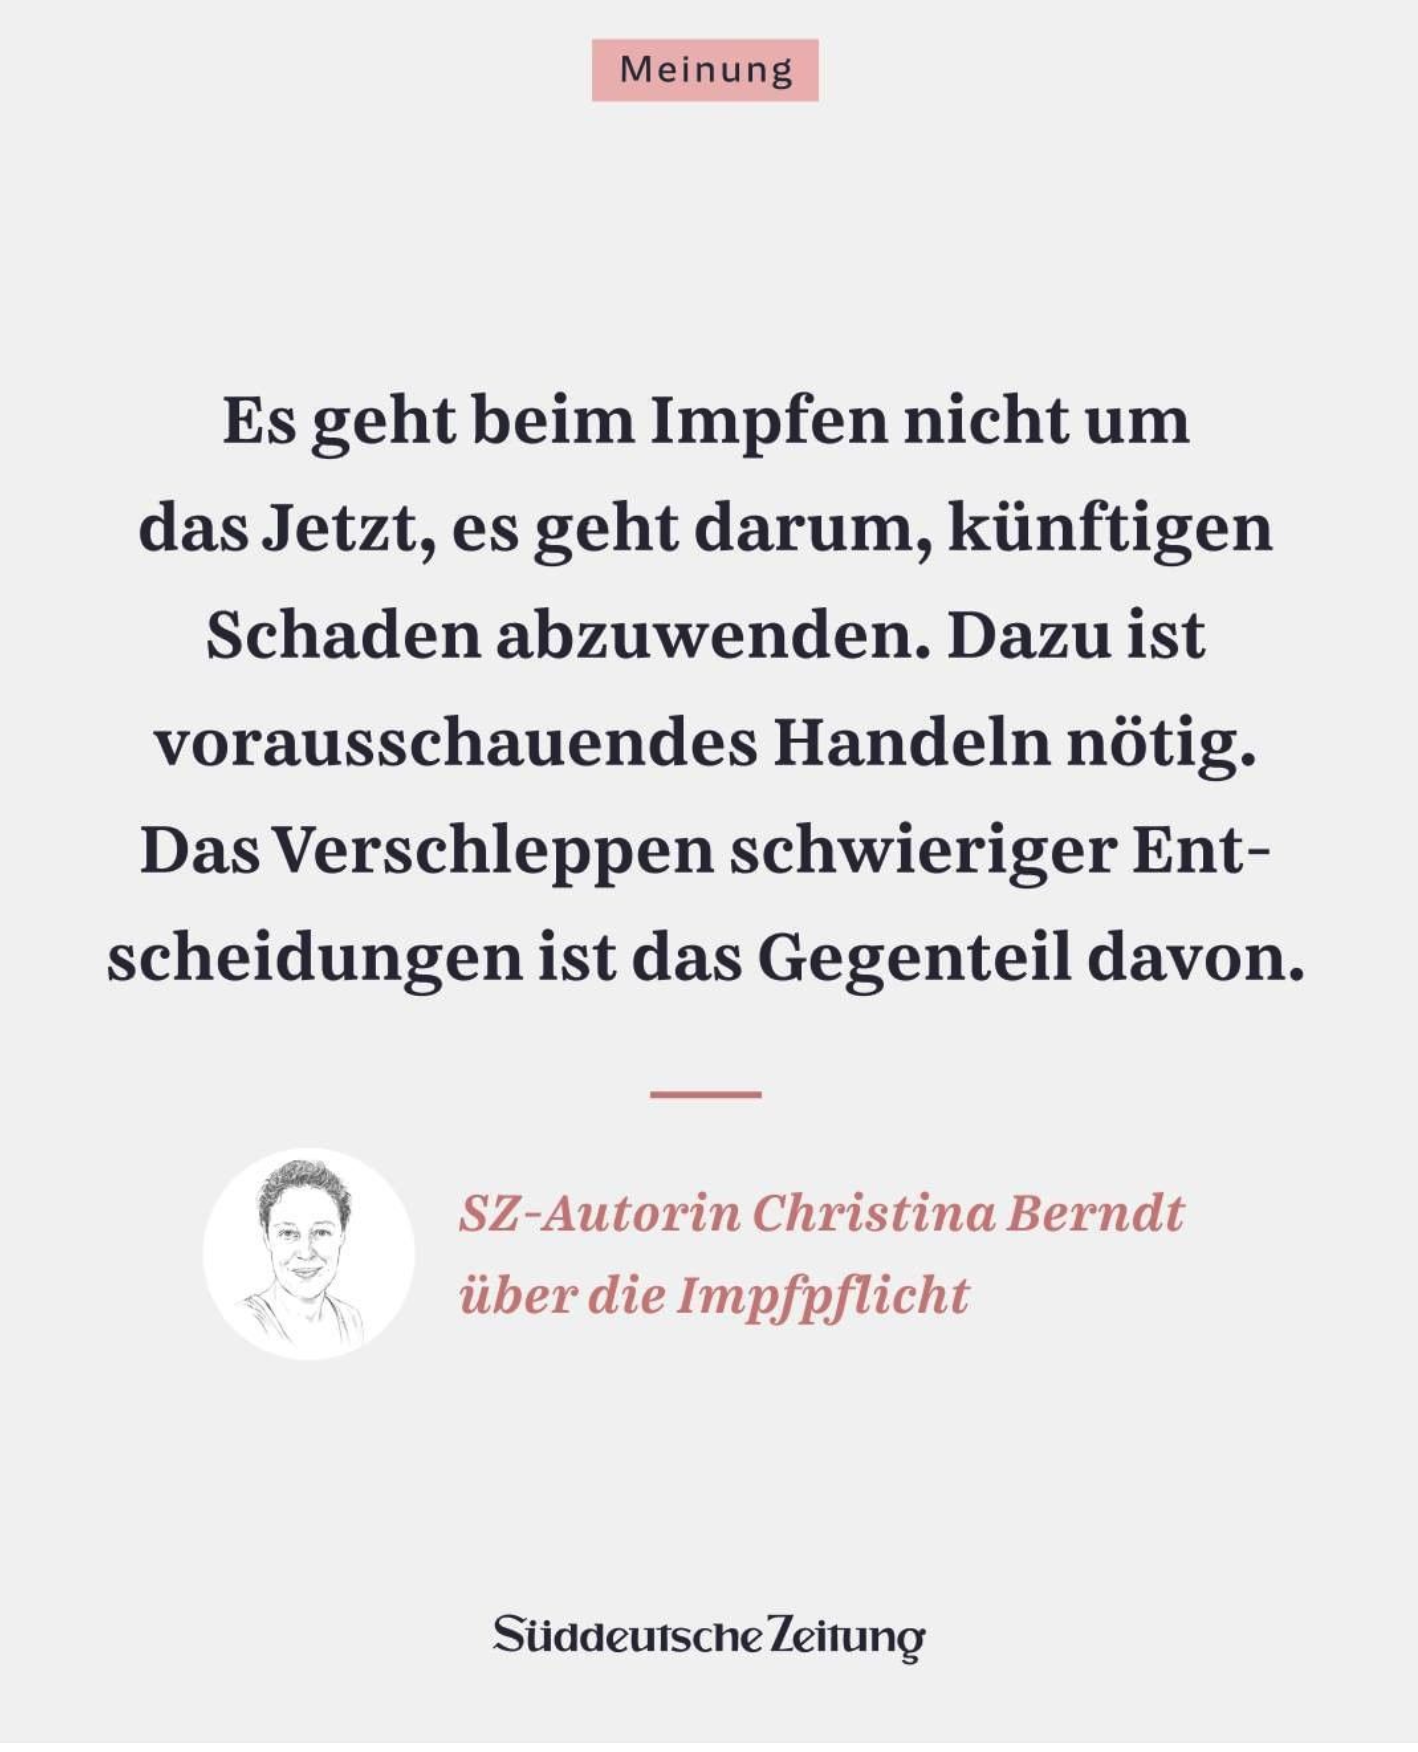 Meinung
Es geht beim Impfen nicht um
das Jetzt, es geht darum, künftigen
Schaden abzuwenden. Dazu ist
vorausschauendes Handeln nötig.
Das Verschleppen schwieriger Ent-
scheidungen ist das Gegenteil davon.
SZ-Autorin Christina Berndt
über die Impfpflicht
Süddeutsche Zeitung